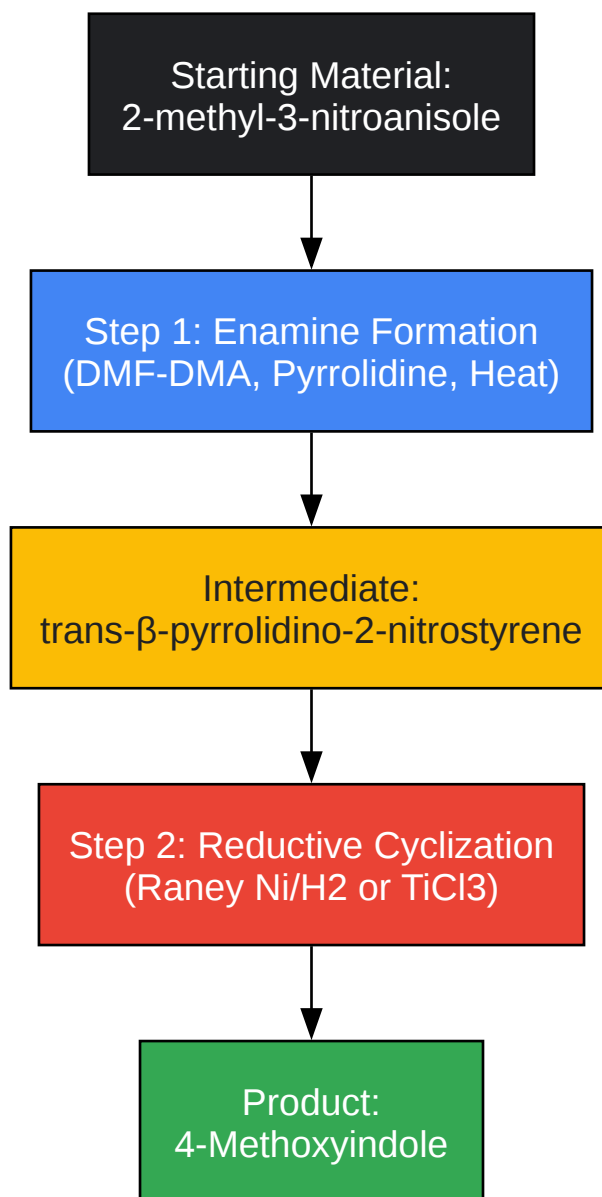 Starting Material:
2-methyl-3-nitroanisole
Step 1: Enamine Formation
(DMF-DMA, Pyrrolidine, Heat)
Intermediate:
trans-β-pyrrolidino-2-nitrostyrene
Step 2: Reductive Cyclization
(Raney Ni/H2 or TiCl3)
Product:
4-Methoxyindole